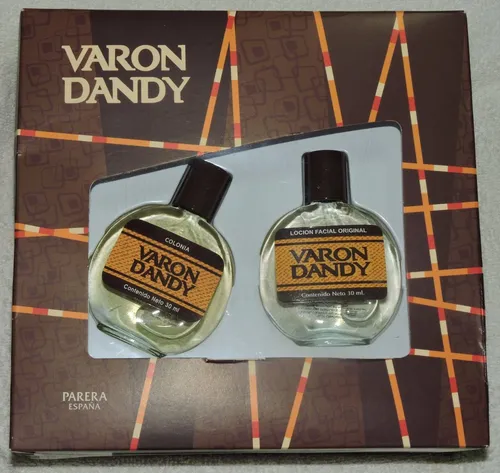 VARON
DANDY
COLONIA
VARON
DANDY
Contenido Neto 30 ml
LOCION FACIAL ORIGINAL
VARON
DANDY
Contenido Neto 30 ml.
PARERA
ESPAÑA